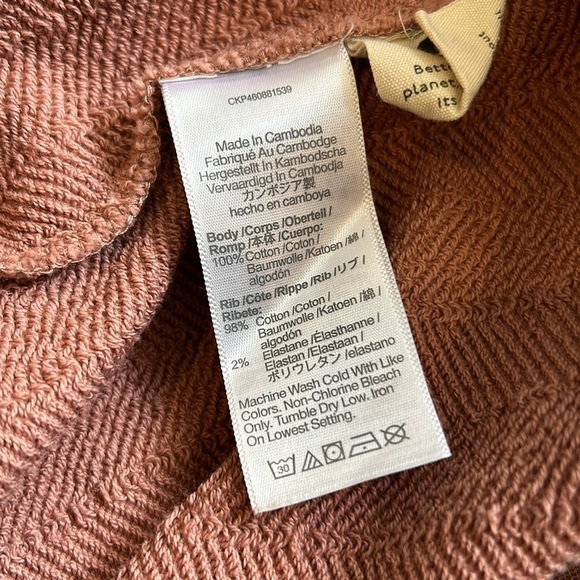 CKP460881539
Made In Cambodia
Fabriqué Au Cambodge
Hergestellt In Kambodscha
Vervaardigd In Cambodja
カンボジア製
hecho en camboya
Body /Corps /Oberteil /
Romp /本体 /Cuerpo:
100% Cotton /Coton /
Baumwolle /Katoen /綿 /
algodón
Rib /Côte /Rippe /Rib /リブ /
Ribete:
98% Cotton /Coton /
Baumwolle /Katoen /綿 /
algodón
2% Elastane /Élasthanne /
Elastan /Elastaan /
ポリウレタン /elastano
Machine Wash Cold With Like
Colors. Non-Chlorine Bleach
Only. Tumble Dry Low. Iron
On Lowest Setting.
30
Bett
planet
Its